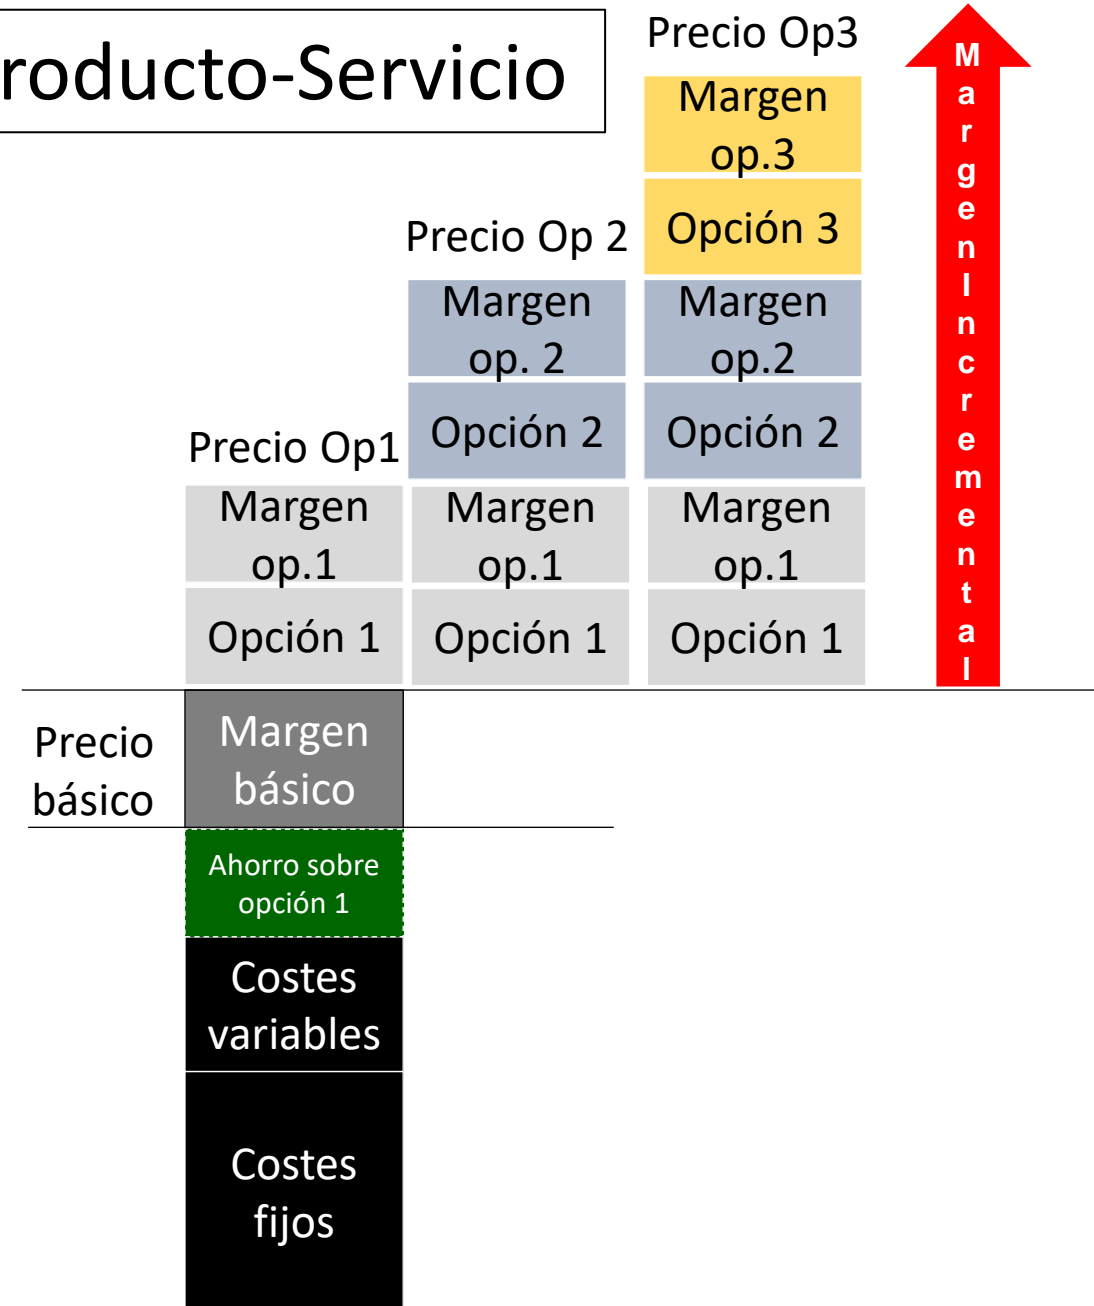 roducto-Servicio
Precio Op3
Margen
op.3
Opción 3
Precio Op 2
Margen
op. 2
Margen
op.2
Opción 2
Opción 2
Precio Op1
Margen
op.1
Margen
op.1
Margen
op.1
Opción 1
Opción 1
Opción 1
MargenIncremental
Precio
básico
Margen
básico
Ahorro sobre
opción 1
Costes
variables
Costes
fijos